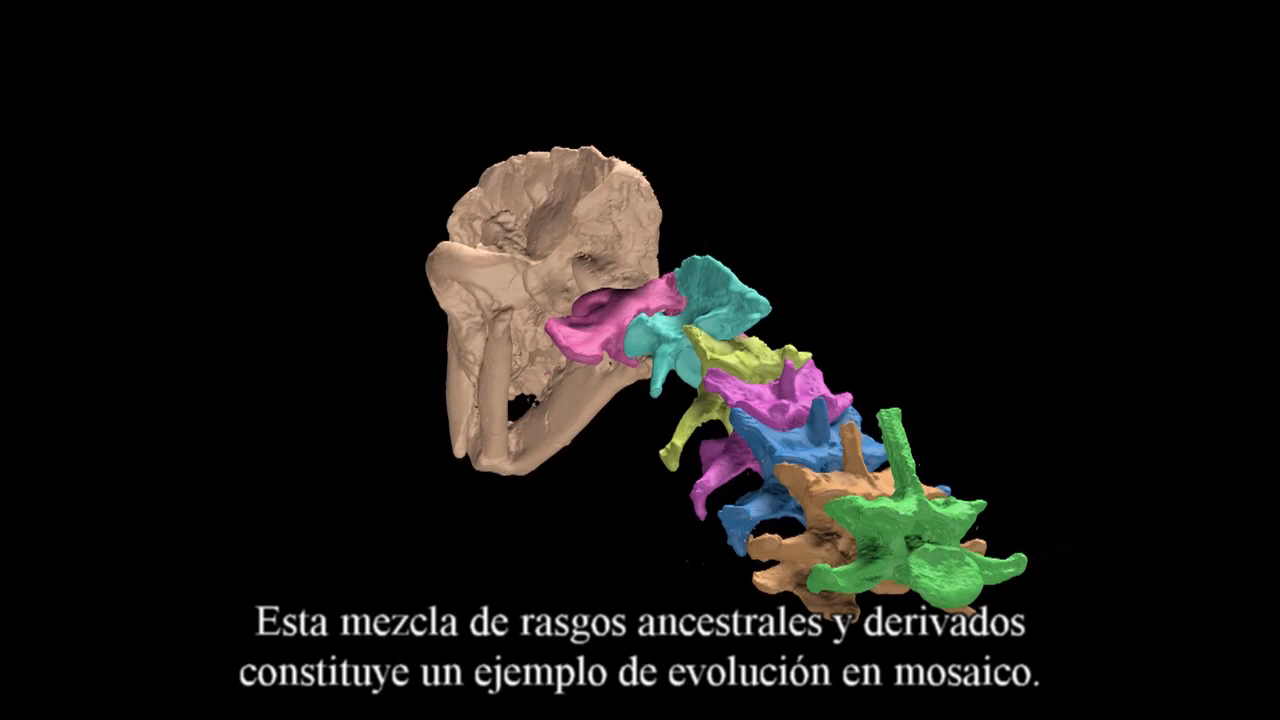 Esta mezcla de rasgos ancestrales y derivados
constituye un ejemplo de evolución en mosaico.